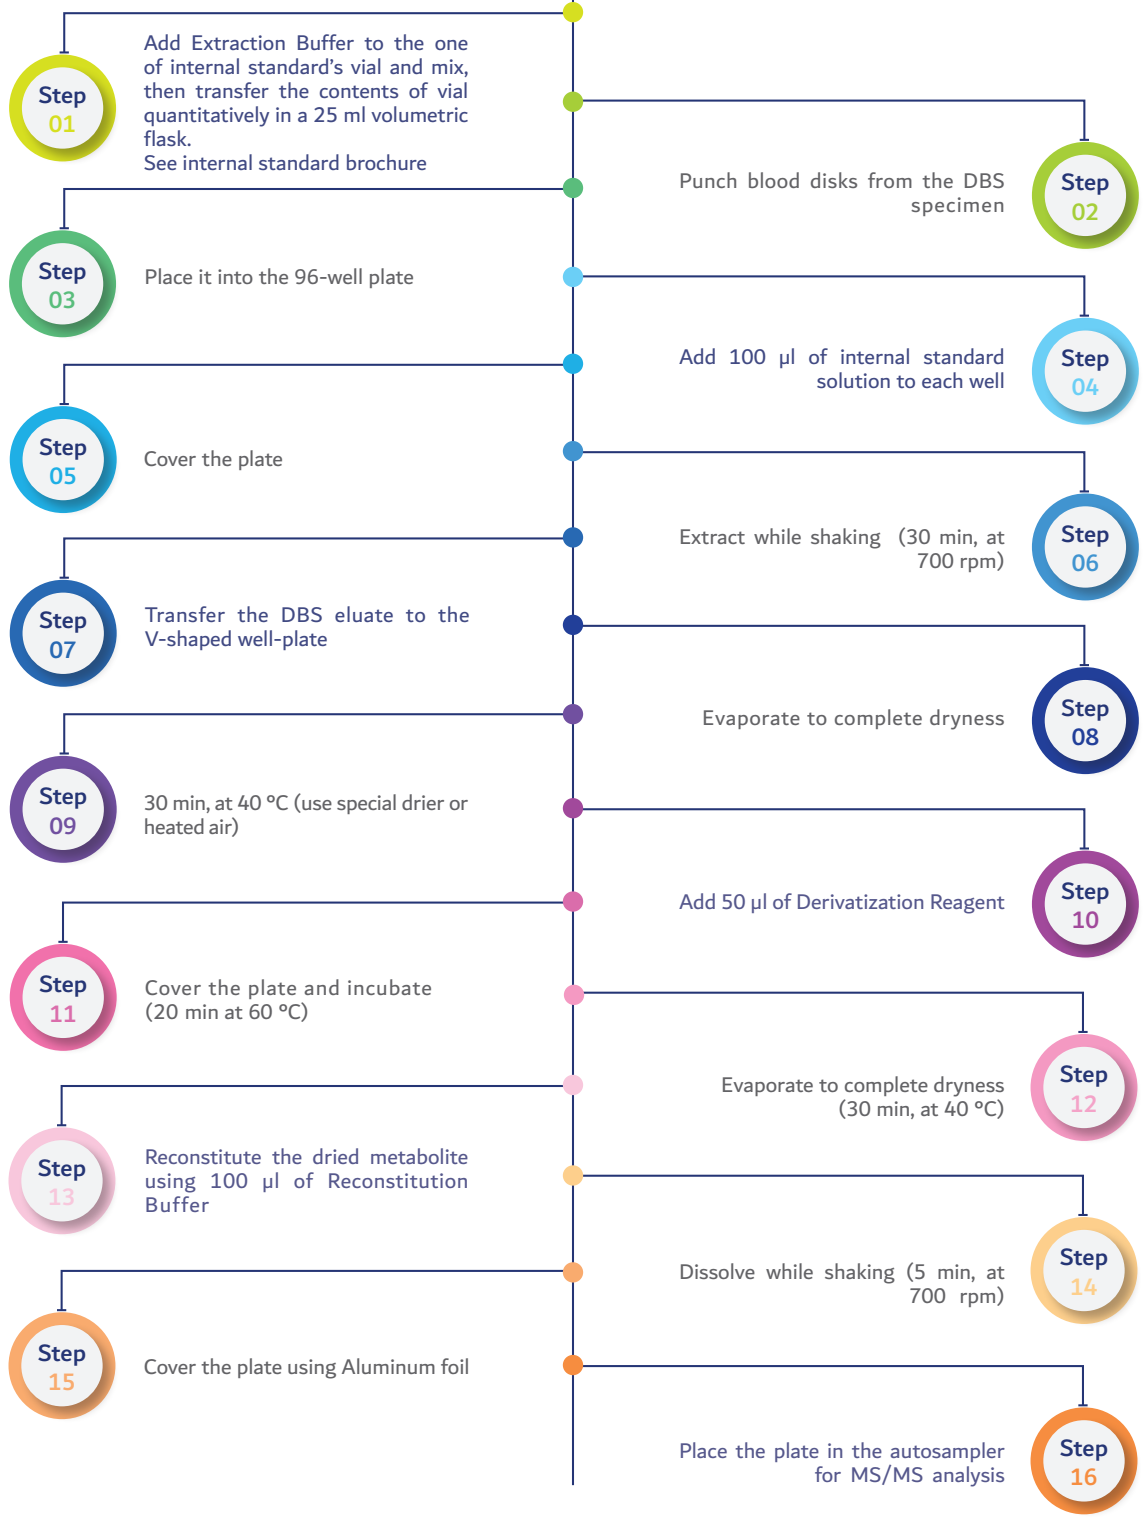 Step
01
Add Extraction Buffer to the one
of internal standard's vial and mix,
then transfer the contents of vial
quantitatively in a 25 ml volumetric
flask.
See internal standard brochure
Step
02
Punch blood disks from the DBS
specimen
Step
03
Place it into the 96-well plate
Step
04
Add 100 µl of internal standard
solution to each well
Step
05
Cover the plate
Step
06
Extract while shaking (30 min, at
700 rpm)
Step
07
Transfer the DBS eluate to the
V-shaped well-plate
Step
08
Evaporate to complete dryness
Step
09
30 min, at 40 ºC (use special drier or
heated air)
Step
10
Add 50 µl of Derivatization Reagent
Step
11
Cover the plate and incubate
(20 min at 60 ºC)
Step
12
Evaporate to complete dryness
(30 min, at 40 ºC)
Step
13
Reconstitute the dried metabolite
using 100 µl of Reconstitution
Buffer
Step
14
Dissolve while shaking (5 min, at
700 rpm)
Step
15
Cover the plate using Aluminum foil
Step
16
Place the plate in the autosampler
for MS/MS analysis